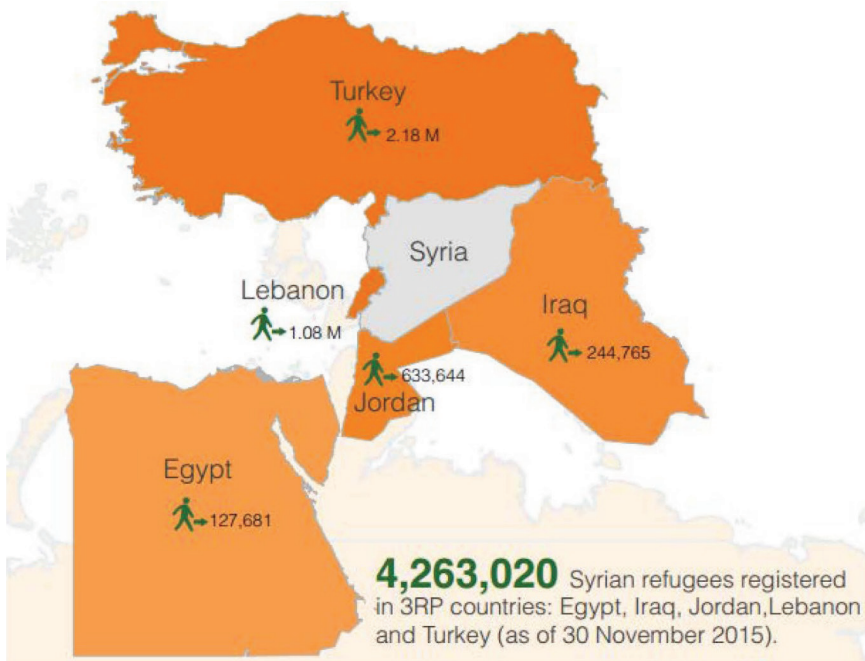 Turkey
2.18 M
Syria
Lebanon
1.08 M
Iraq
244,765
633,644
Jordan
Egypt
127,681
4,263,020 Syrian refugees registered
in 3RP countries: Egypt, Iraq, Jordan,Lebanon
and Turkey (as of 30 November 2015).